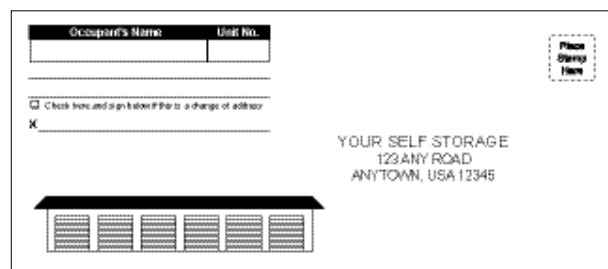 Occupant's Name Unit No.
Check here and sign below if this is a change of address
X
Place
Stamp
Here
YOUR SELF STORAGE
123 ANY ROAD
ANYTOWN, USA 12345